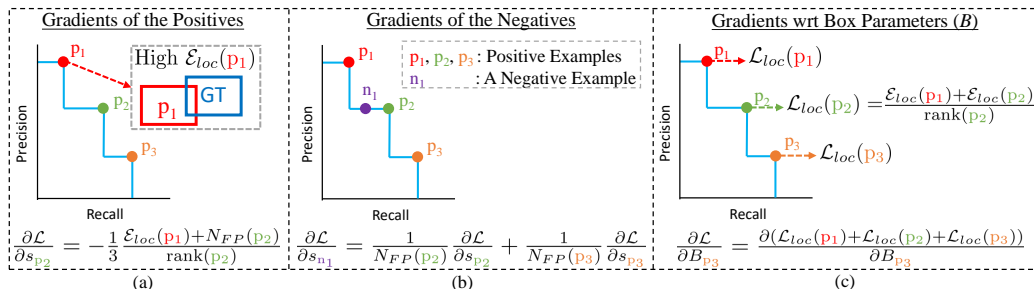 Gradients of the Positives
p₁
High ℰ_loc(p₁)
p₁
GT
p₂
p₃
Precision
Recall
∂ℒ/∂s_p₂ = −1/3 (ℰ_loc(p₁)+N_FP(p₂))/rank(p₂)
(a)
Gradients of the Negatives
p₁
p₁, p₂, p₃ : Positive Examples
n₁ : A Negative Example
n₁
p₂
p₃
Precision
Recall
∂ℒ/∂s_n₁ = 1/N_FP(p₂) ∂ℒ/∂s_p₂ + 1/N_FP(p₃) ∂ℒ/∂s_p₃
(b)
Gradients wrt Box Parameters (B)
p₁ ℒ_loc(p₁)
p₂ ℒ_loc(p₂) = (ℰ_loc(p₁)+ℰ_loc(p₂))/rank(p₂)
p₃ ℒ_loc(p₃)
Precision
Recall
∂ℒ/∂B_p₃ = ∂(ℒ_loc(p₁)+ℒ_loc(p₂)+ℒ_loc(p₃))/∂B_p₃
(c)